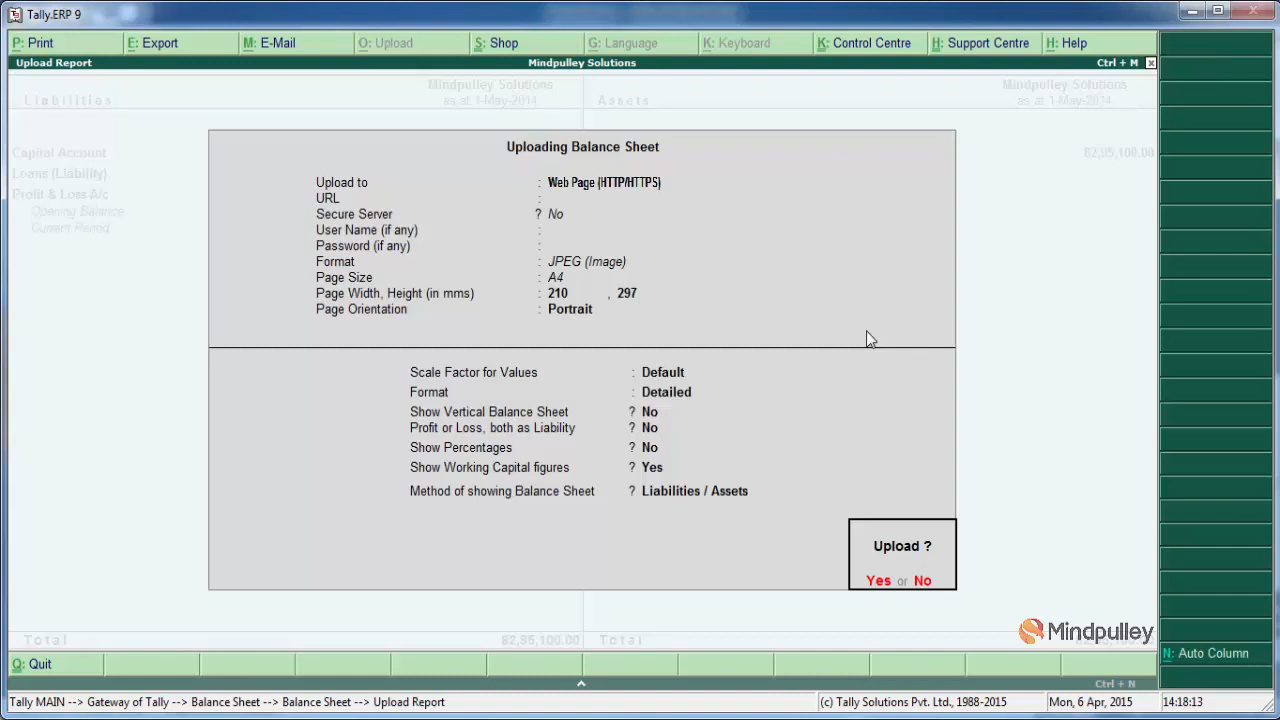 Tally.ERP 9
P: Print E: Export M: E-Mail O: Upload S: Shop G: Language K: Keyboard K: Control Centre H: Support Centre H: Help
Upload Report Mindpulley Solutions Ctrl + M x
Mindpulley Solutions Mindpulley Solutions
Liabilities as at 1-May-2014 Assets as at 1-May-2014
Capital Account 82,95,100.00
Loans (Liability)
Profit & Loss A/c
Opening Balance
Current Period
Uploading Balance Sheet
Upload to : Web Page (HTTP/HTTPS)
URL :
Secure Server ? No
User Name (if any) :
Password (if any) :
Format : JPEG (Image)
Page Size : A4
Page Width, Height (in mms) : 210 , 297
Page Orientation : Portrait
Scale Factor for Values : Default
Format : Detailed
Show Vertical Balance Sheet ? No
Profit or Loss, both as Liability ? No
Show Percentages ? No
Show Working Capital figures ? Yes
Method of showing Balance Sheet ? Liabilities / Assets
Upload ?
Yes or No
Mindpulley
Total 82,95,100.00 Total
N: Auto Column
Q: Quit
Ctrl + N
Tally MAIN --> Gateway of Tally --> Balance Sheet --> Balance Sheet --> Upload Report (c) Tally Solutions Pvt. Ltd., 1988-2015 Mon, 6 Apr, 2015 14:18:13